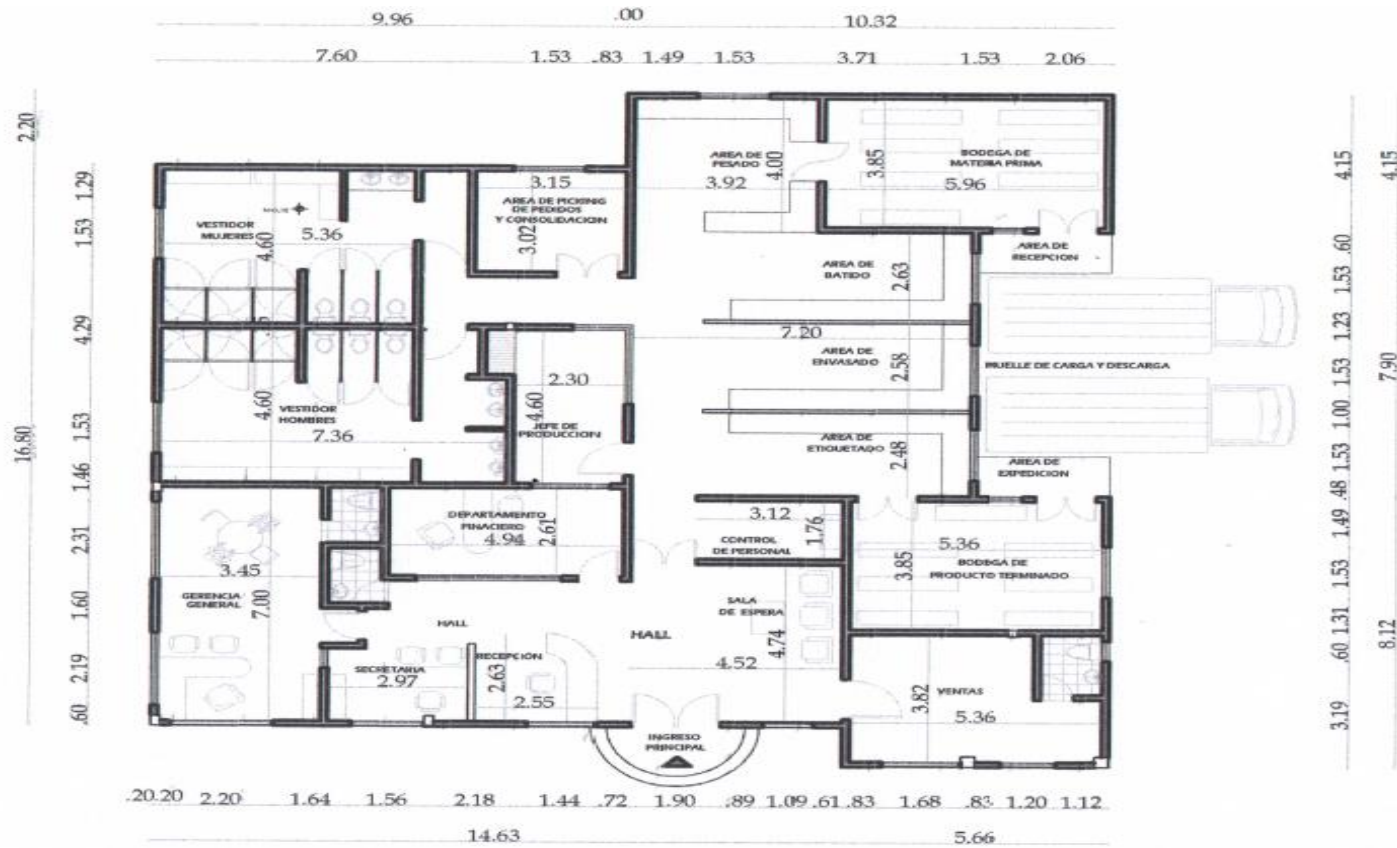 9.96 .00 10.32
7.60 1.53 .83 1.49 1.53 3.71 1.53 2.06
2.20
16.80
1.29
1.53
4.29
1.53
1.46
2.31
1.60
2.19
.60
VESTIDOR
MUJERES
5.36
4.60
3.15
AREA DE PICKING
DE PEDIDOS
Y CONSOLIDACION
3.02
AREA DE
PESADO
3.92
4.00
3.85
BODEGA DE
MATERIA PRIMA
5.96
AREA DE
RECEPCION
AREA DE
BATIDO
2.63
7.20
AREA DE
ENVASADO
2.58
MUELLE DE CARGA Y DESCARGA
AREA DE
ETIQUETADO
2.48
AREA DE
EXPEDICION
VESTIDOR
HOMBRES
4.60
7.36
2.30
4.60
JEFE DE
PRODUCCION
DEPARTAMENTO
FINACIERO
4.94
2.61
3.12
1.76
CONTROL
DE PERSONAL
5.36
3.85
BODEGA DE
PRODUCTO TERMINADO
3.45
GERENCIA
GENERAL
7.00
HALL
HALL
SALA
DE ESPERA
4.52
4.74
SECRETARIA
2.97
RECEPCIÓN
2.63
2.55
VENTAS
3.82
5.36
INGRESO
PRINCIPAL
4.15
.60
1.53
1.23
1.53
1.00
1.53
.48
1.49
1.53
1.31
.60
3.19
4.15
7.90
8.12
.20.20 2.20 1.64 1.56 2.18 1.44 .72 1.90 .89 1.09 .61 .83 1.68 .83 1.20 1.12
14.63 5.66